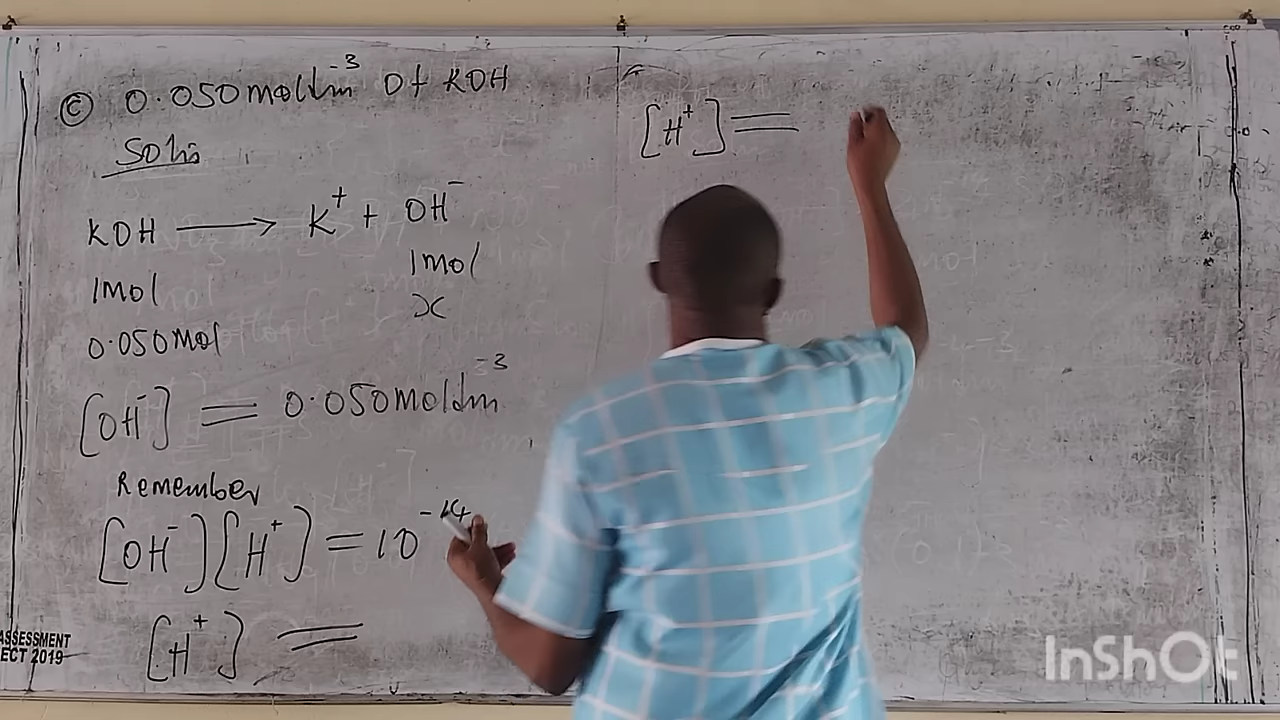 © 0.050moldm⁻³ Of KOH
Soln
KOH ⟶ K⁺ + OH⁻
1mol 1mol
0.050mol x
[OH⁻] = 0.050moldm⁻³
Remember
[OH⁻][H⁺] = 10⁻¹⁴
[H⁺] =
[H⁺] =
ASSESSMENT
ECT 2019
InShOt